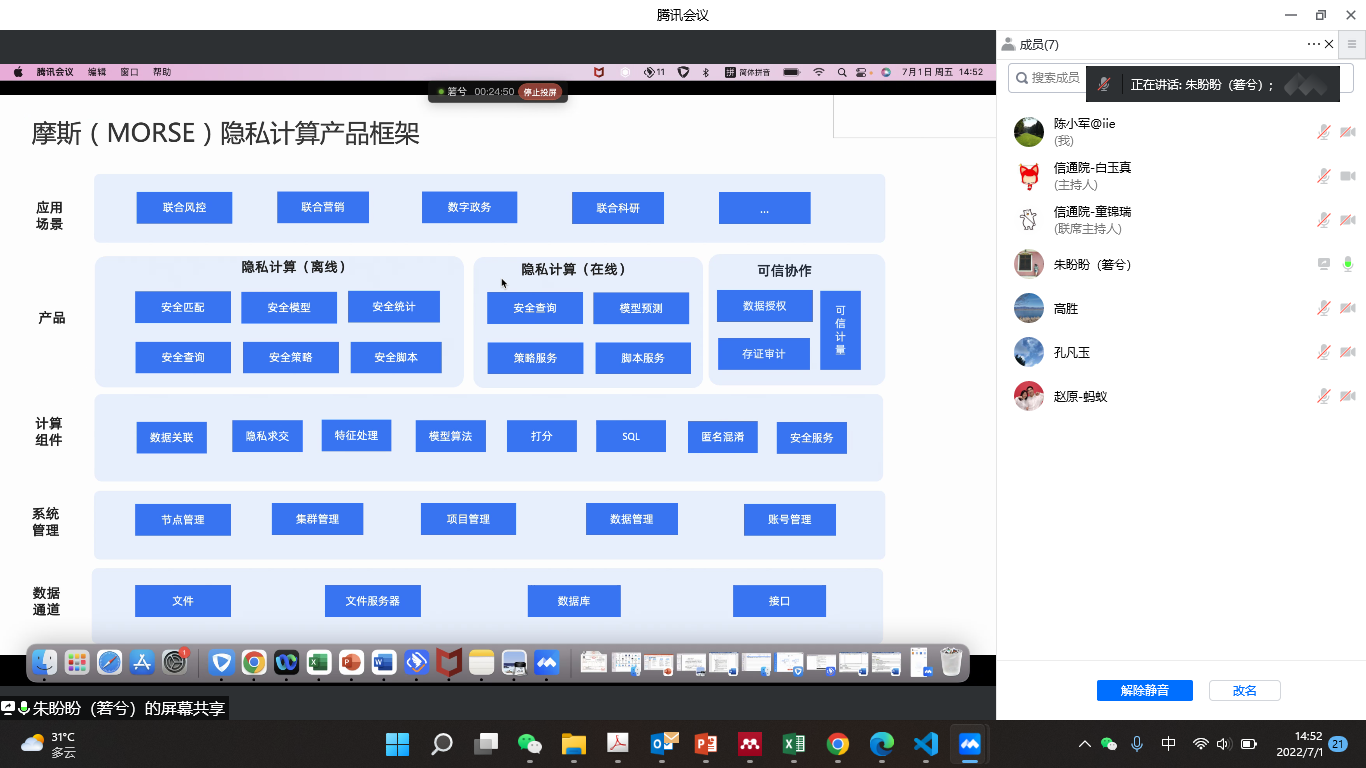 腾讯会议
腾讯会议 编辑 窗口 帮助
11 简体拼音 7月1日 周五 14:52
箬兮 00:24:50 停止投屏
摩斯（MORSE）隐私计算产品框架
应用
场景
联合风控 联合营销 数字政务 联合科研 ...
产品
隐私计算（离线）
安全匹配 安全模型 安全统计
安全查询 安全策略 安全脚本
隐私计算（在线）
安全查询 模型预测
策略服务 脚本服务
可信协作
数据授权
存证审计
可信计量
计算
组件
数据关联 隐私求交 特征处理 模型算法 打分 SQL 匿名混淆 安全服务
系统
管理
节点管理 集群管理 项目管理 数据管理 账号管理
数据
通道
文件 文件服务器 数据库 接口
1
朱盼盼（箬兮）的屏幕共享
成员(7)
搜索成员
正在讲话: 朱盼盼（箬兮）;
陈小军@iie
(我)
信通院-白玉真
(主持人)
信通院-童锦瑞
(联席主持人)
朱盼盼（箬兮）
高胜
孔凡玉
赵原-蚂蚁
解除静音 改名
31°C
多云
中
14:52
2022/7/1
21